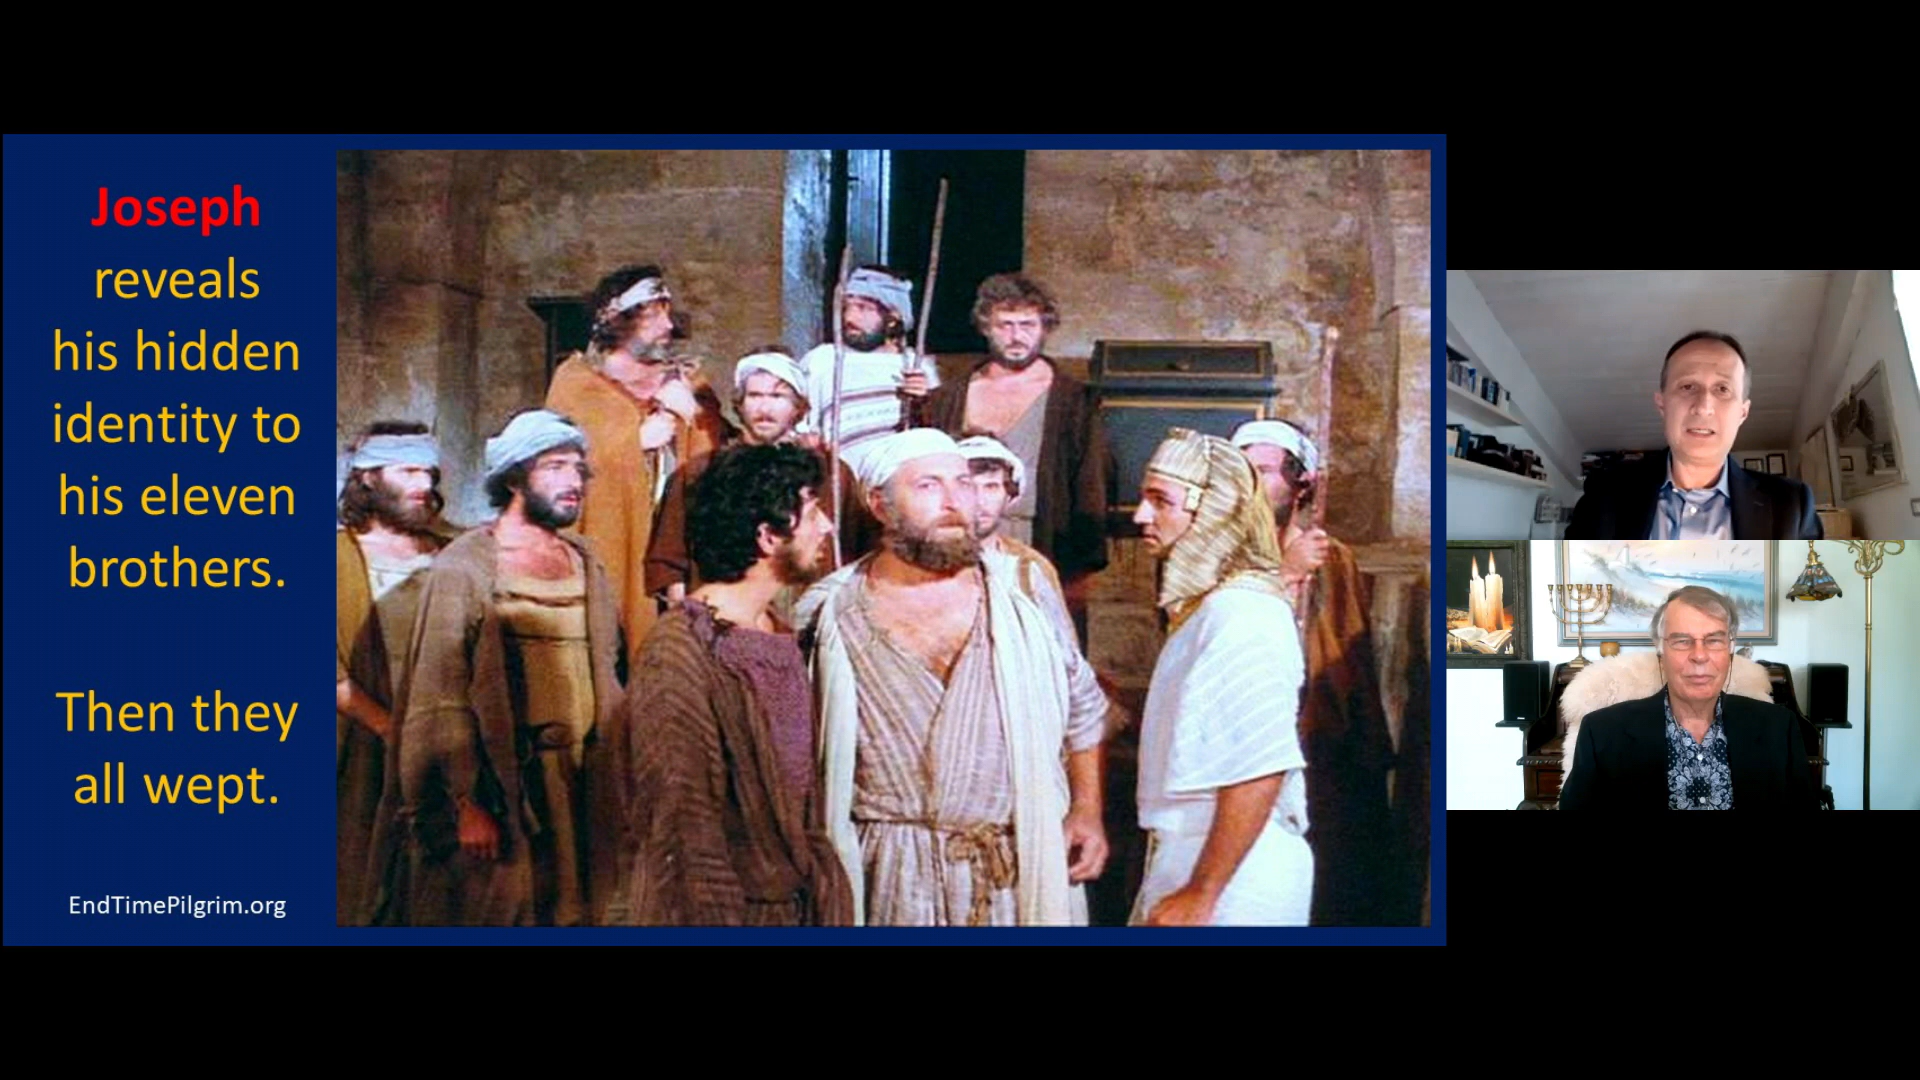 Joseph
reveals
his hidden
identity to
his eleven
brothers.
Then they
all wept.
EndTimePilgrim.org